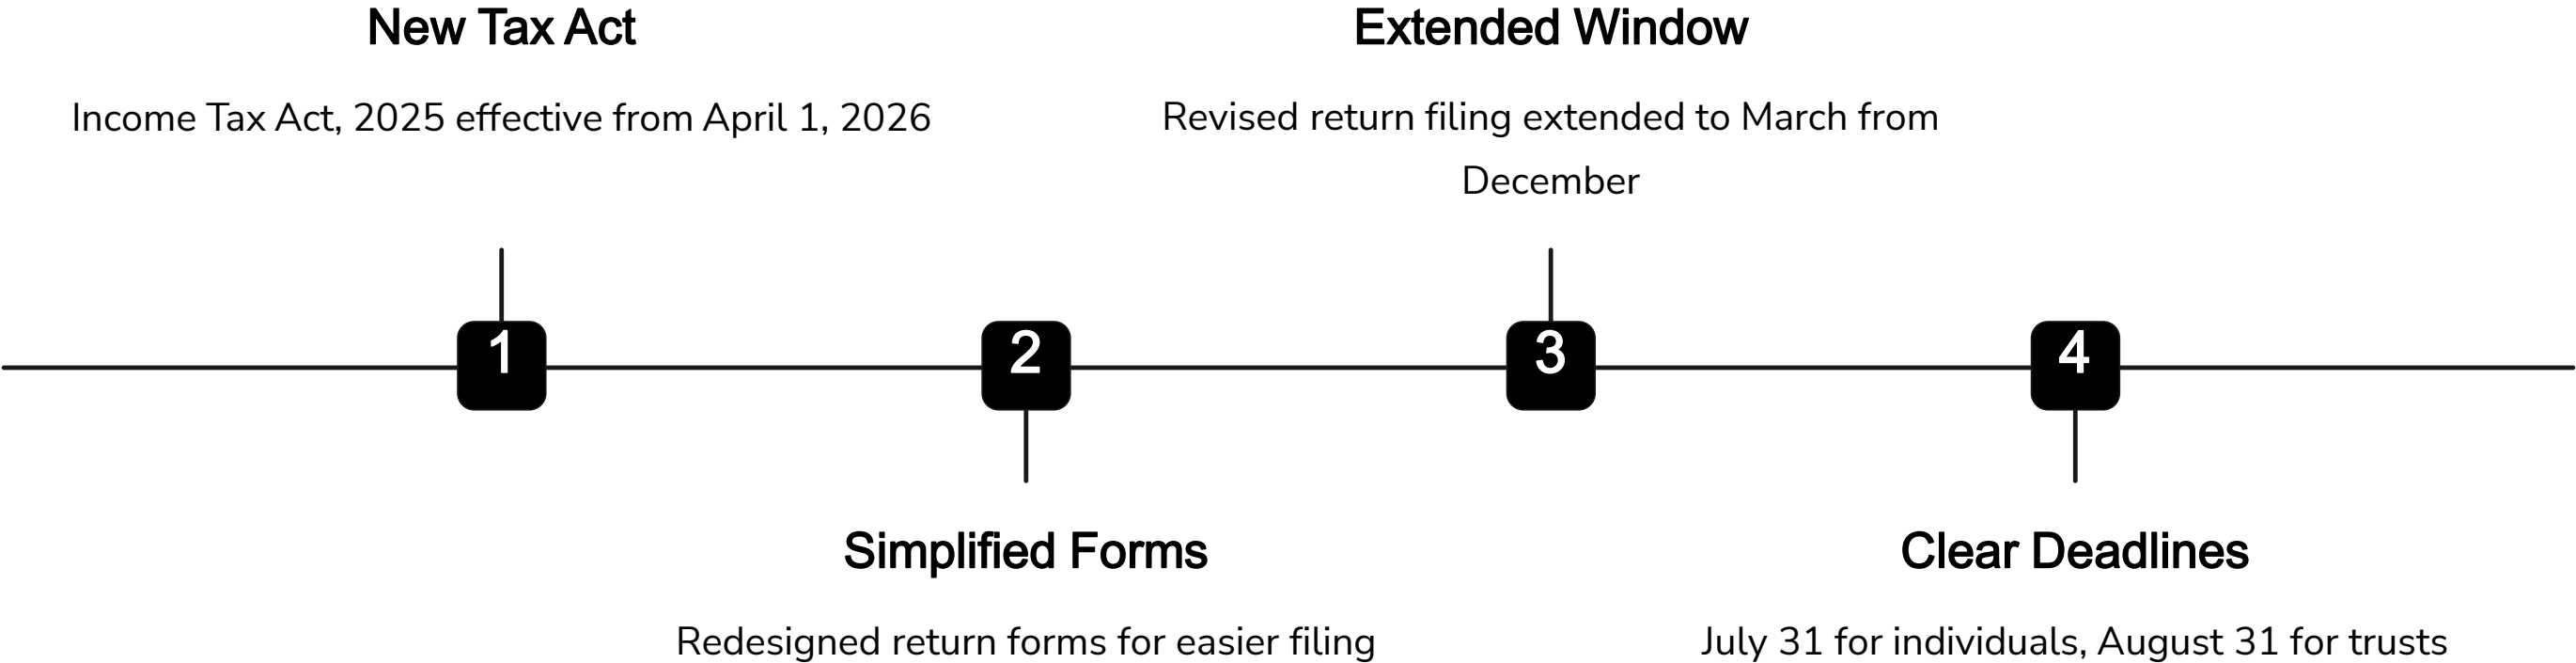 New Tax Act
Income Tax Act, 2025 effective from April 1, 2026
Extended Window
Revised return filing extended to March from
December
1
2
3
4
Simplified Forms
Redesigned return forms for easier filing
Clear Deadlines
July 31 for individuals, August 31 for trusts